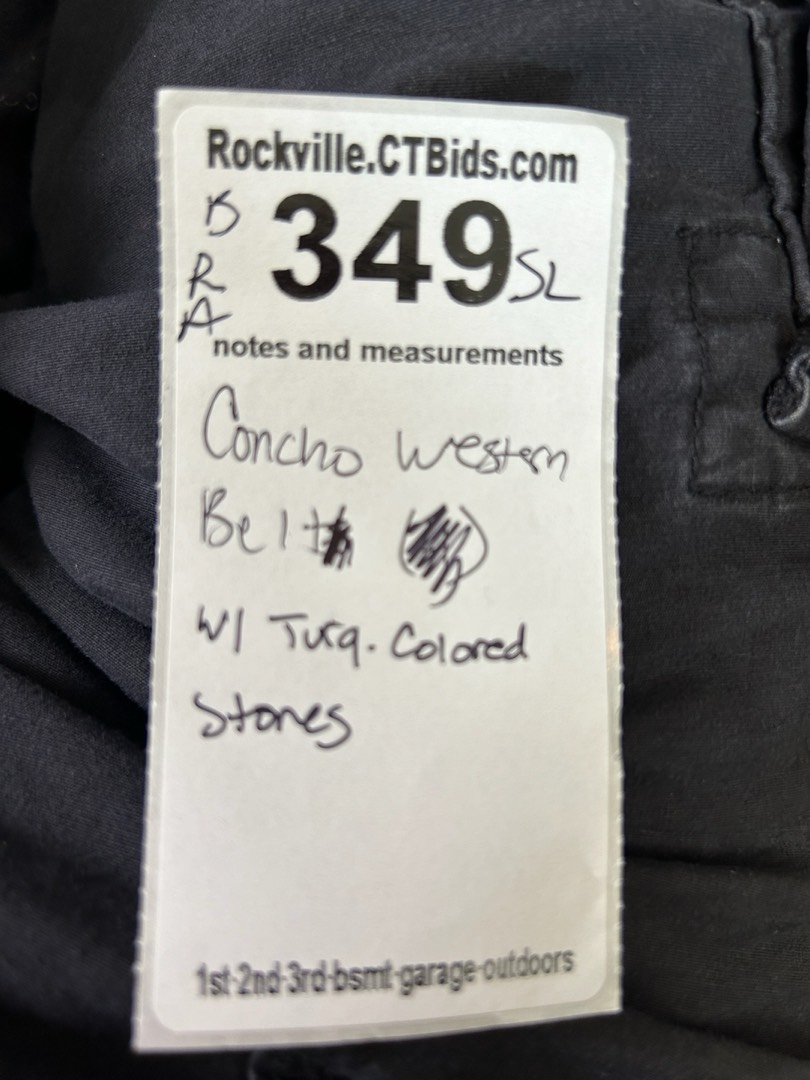 Rockville.CTBids.com
B
R
A
349 SL
notes and measurements
Concho Western
Belt
W/ Turq. Colored
Stones
1st-2nd-3rd-bsmt-garage-outdoors